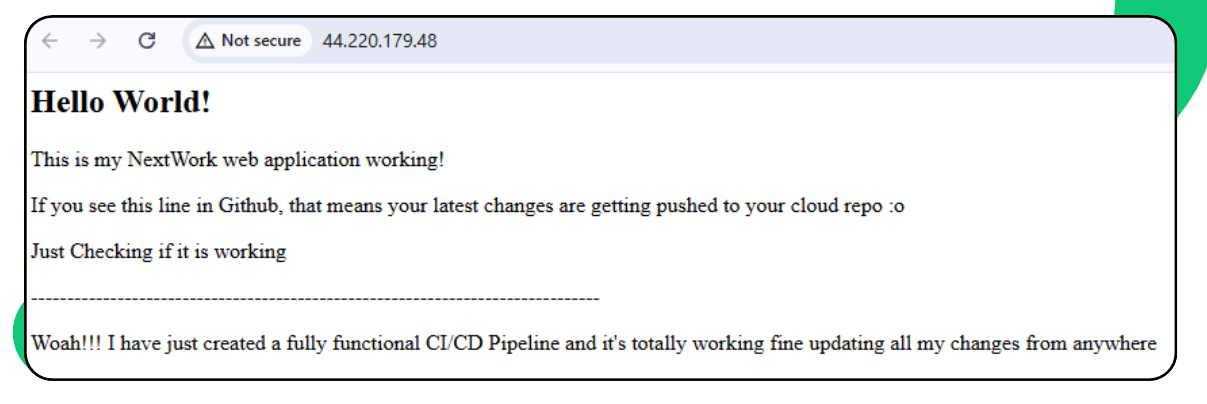 Not secure 44.220.179.48
Hello World!
This is my NextWork web application working!
If you see this line in Github, that means your latest changes are getting pushed to your cloud repo :o
Just Checking if it is working
-------------------------------------------------------------------------------
Woah!!! I have just created a fully functional CI/CD Pipeline and it's totally working fine updating all my changes from anywhere